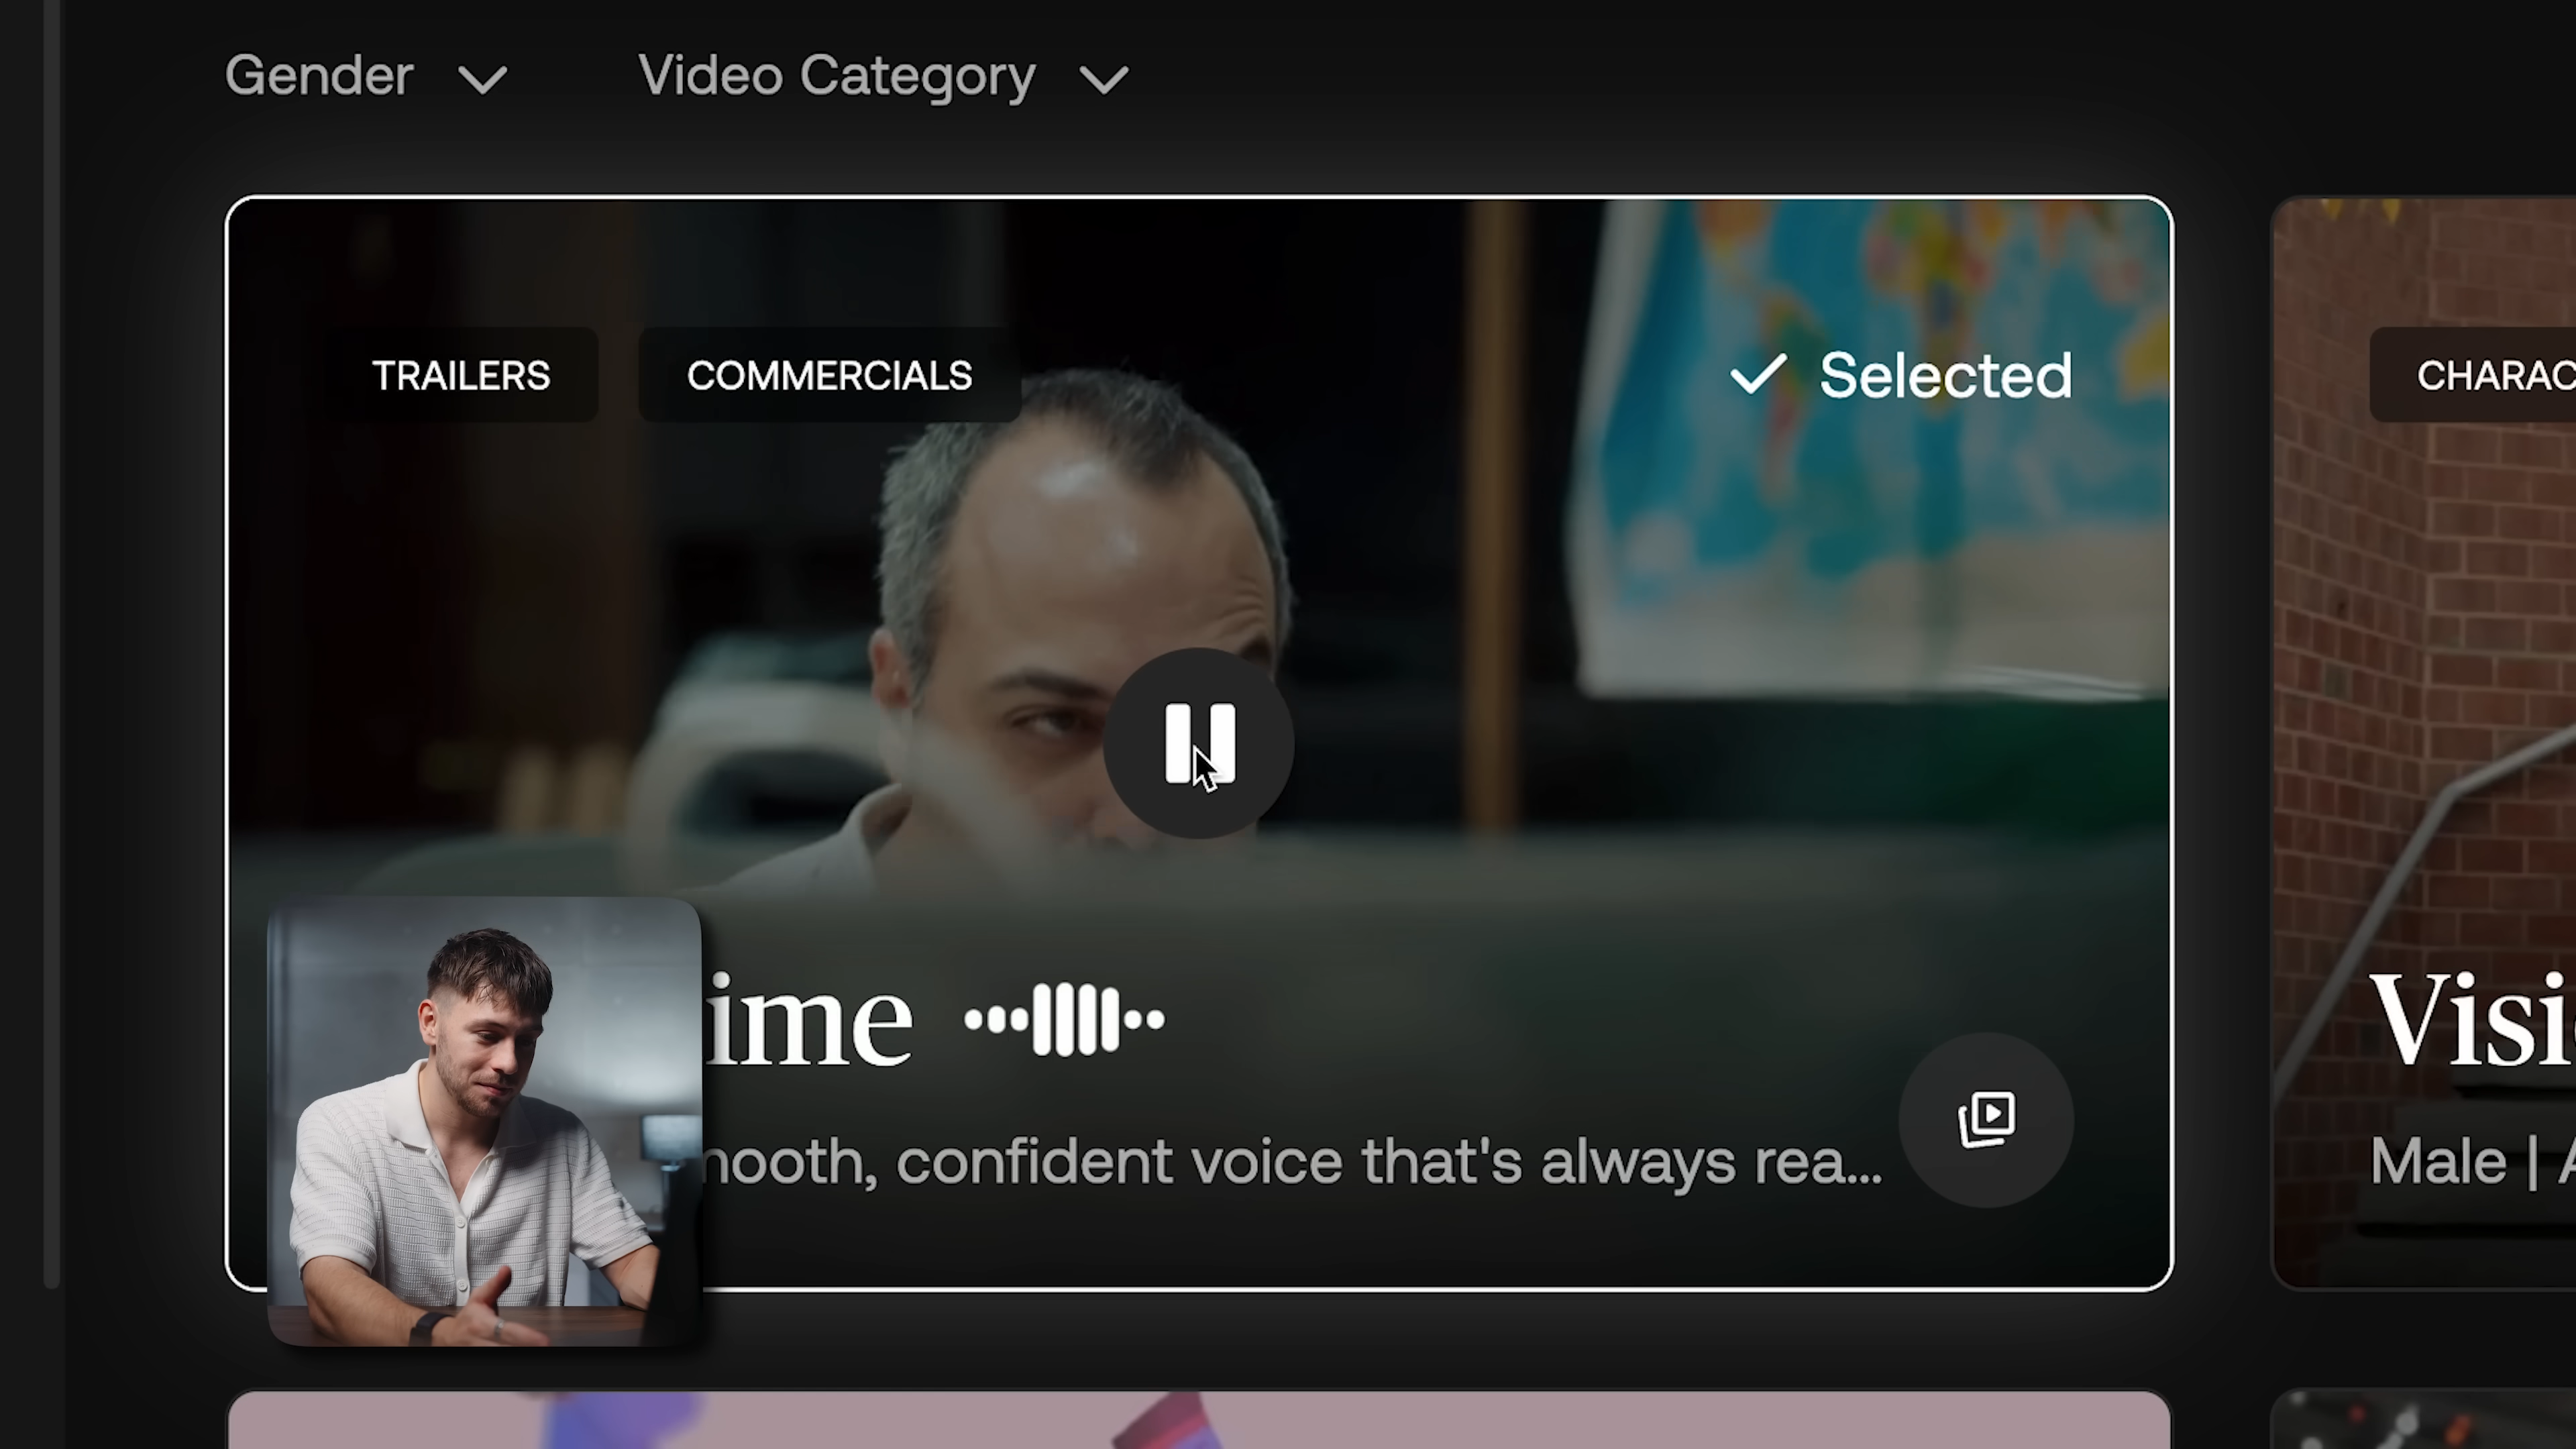 Gender
Video Category
TRAILERS
COMMERCIALS
Selected
CHARAC
ime
Visi
nooth, confident voice that's always rea...
Male |